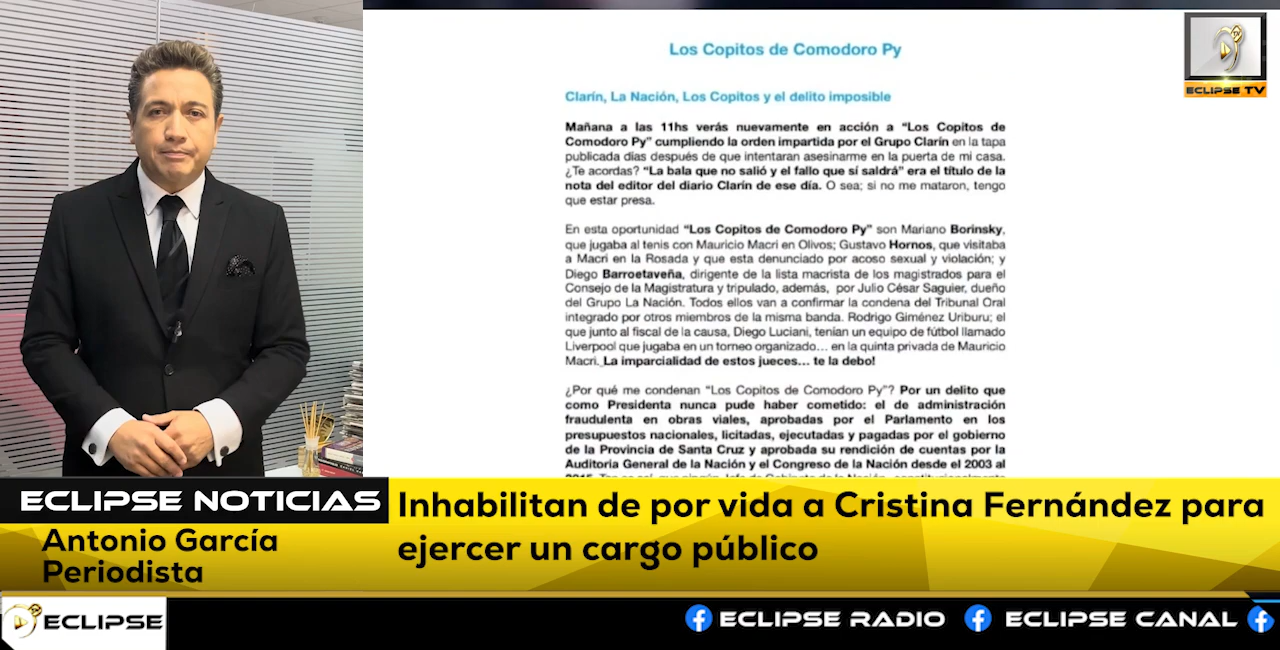 Los Copitos de Comodoro Py
Clarín, La Nación, Los Copitos y el delito imposible
Mañana a las 11hs verás nuevamente en acción a “Los Copitos de
Comodoro Py” cumpliendo la orden impartida por el Grupo Clarín en la tapa
publicada días después de que intentaran asesinarme en la puerta de mi casa.
¿Te acordas? “La bala que no salió y el fallo que sí saldrá” era el título de la
nota del editor del diario Clarín de ese día. O sea; si no me mataron, tengo
que estar presa.
En esta oportunidad “Los Copitos de Comodoro Py” son Mariano Borinsky,
que jugaba al tenis con Mauricio Macri en Olivos; Gustavo Hornos, que visitaba
a Macri en la Rosada y que esta denunciado por acoso sexual y violación; y
Diego Barroetaveña, dirigente de la lista macrista de los magistrados para el
Consejo de la Magistratura y tripulado, además, por Julio César Saguier, dueño
del Grupo La Nación. Todos ellos van a confirmar la condena del Tribunal Oral
integrado por otros miembros de la misma banda. Rodrigo Giménez Uriburu; el
que junto al fiscal de la causa, Diego Luciani, tenían un equipo de fútbol llamado
Liverpool que jugaba en un torneo organizado… en la quinta privada de Mauricio
Macri. La imparcialidad de estos jueces… te la debo!
¿Por qué me condenan “Los Copitos de Comodoro Py”? Por un delito que
como Presidenta nunca pude haber cometido: el de administración
fraudulenta en obras viales, aprobadas por el Parlamento en los
presupuestos nacionales, licitadas, ejecutadas y pagadas por el gobierno
de la Provincia de Santa Cruz y aprobada su rendición de cuentas por la
Auditoría General de la Nación y el Congreso de la Nación desde el 2003 al
ECLIPSE TV
ECLIPSE NOTICIAS
Antonio García
Periodista
Inhabilitan de por vida a Cristina Fernández para
ejercer un cargo público
ECLIPSE
ECLIPSE RADIO
ECLIPSE CANAL